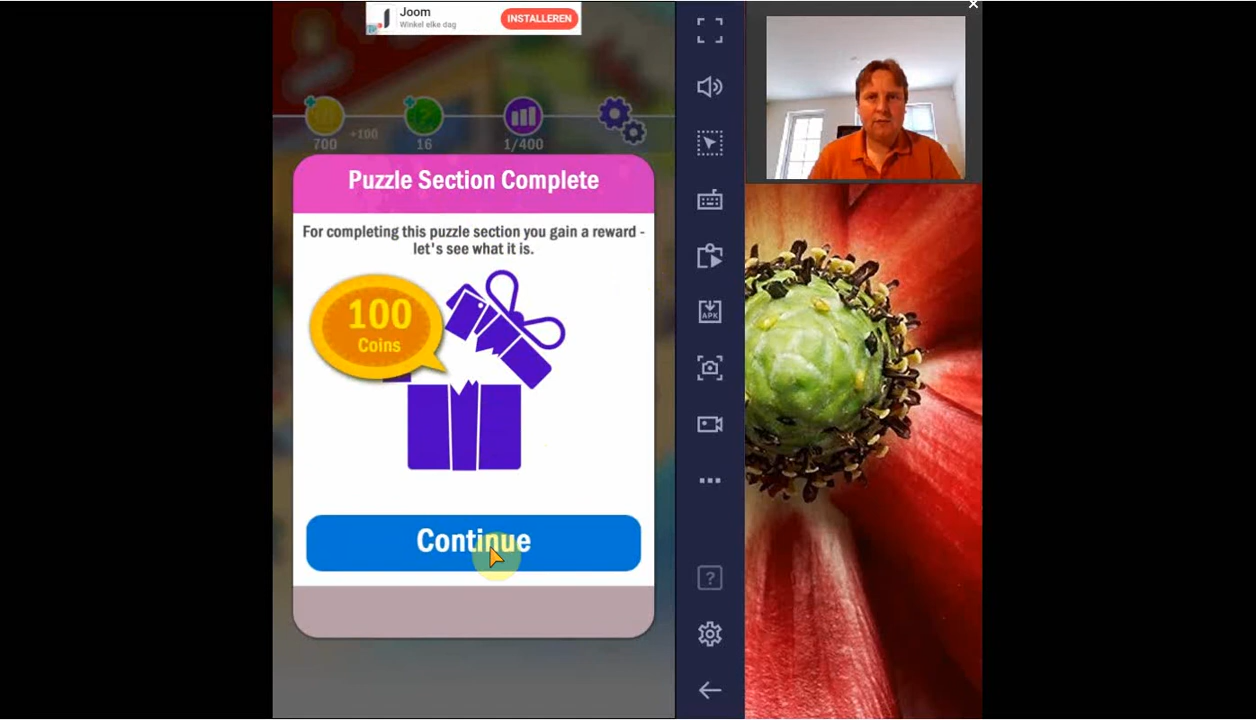 Joom
Winkel elke dag
INSTALLEREN
700
+100
16
1/400
Puzzle Section Complete
For completing this puzzle section you gain a reward -
let's see what it is.
100
Coins
Continue
APK
?